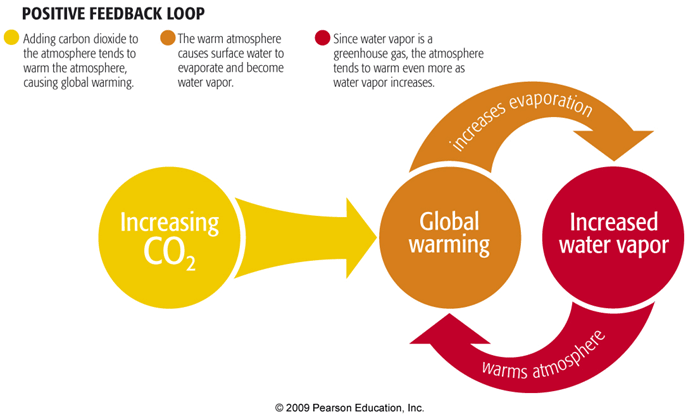 POSITIVE FEEDBACK LOOP
Adding carbon dioxide to
the atmosphere tends to
warm the atmosphere,
causing global warming.
The warm atmosphere
causes surface water to
evaporate and become
water vapor.
Since water vapor is a
greenhouse gas, the atmosphere
tends to warm even more as
water vapor increases.
increases evaporation
Increasing
CO₂
Global
warming
Increased
water vapor
warms atmosphere
© 2009 Pearson Education, Inc.